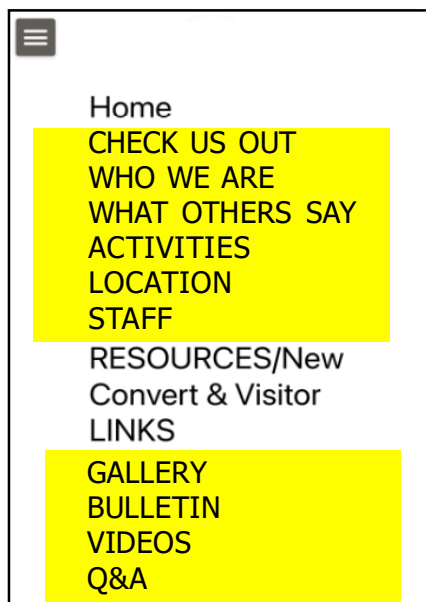 Home
CHECK US OUT
WHO WE ARE
WHAT OTHERS SAY
ACTIVITIES
LOCATION
STAFF
RESOURCES/New
Convert & Visitor
LINKS
GALLERY
BULLETIN
VIDEOS
Q&A